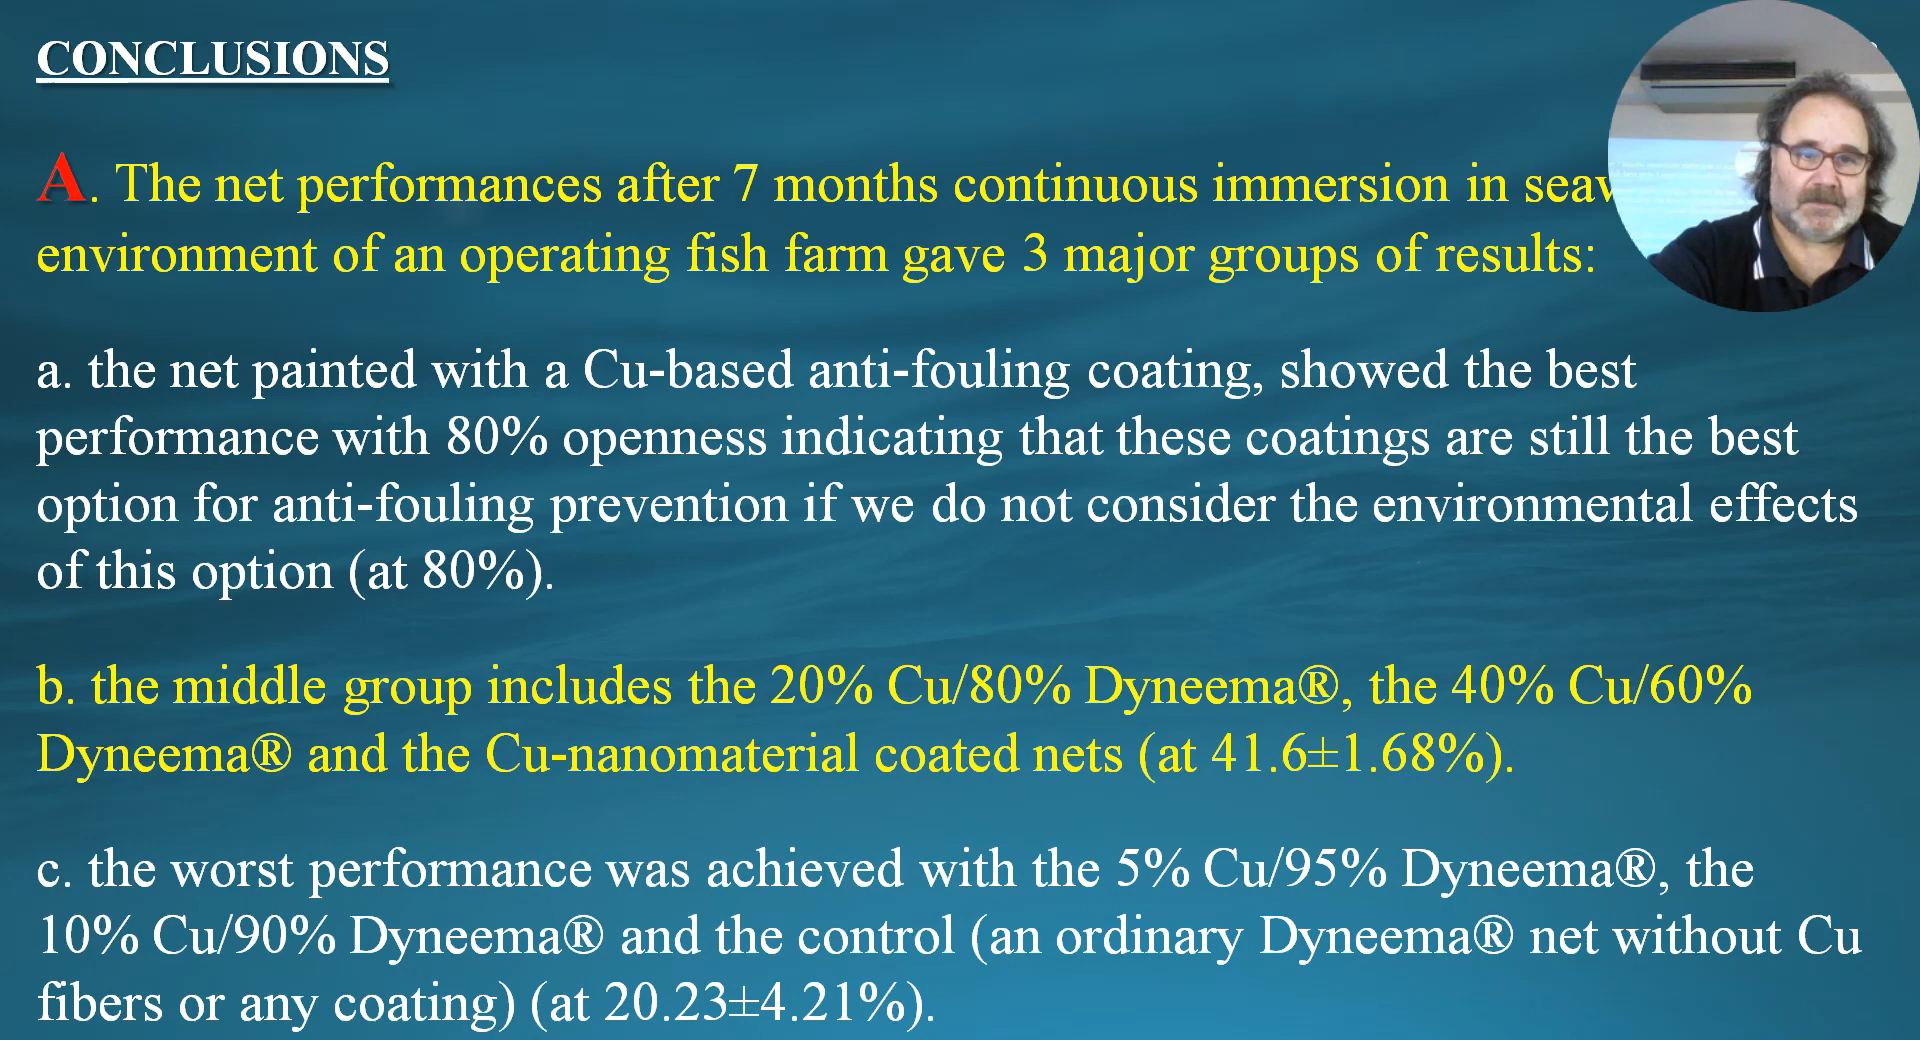 CONCLUSIONS
A. The net performances after 7 months continuous immersion in
environment of an operating fish farm gave 3 major groups of results:
a. the net painted with a Cu-based anti-fouling coating, showed the best
performance with 80% openness indicating that these coatings are still the best
option for anti-fouling prevention if we do not consider the environmental effects
of this option (at 80%).
b. the middle group includes the 20% Cu/80% Dyneema®, the 40% Cu/60%
Dyneema® and the Cu-nanomaterial coated nets (at 41.6±1.68%).
c. the worst performance was achieved with the 5% Cu/95% Dyneema®, the
10% Cu/90% Dyneema® and the control (an ordinary Dyneema® net without Cu
fibers or any coating) (at 20.23±4.21%).